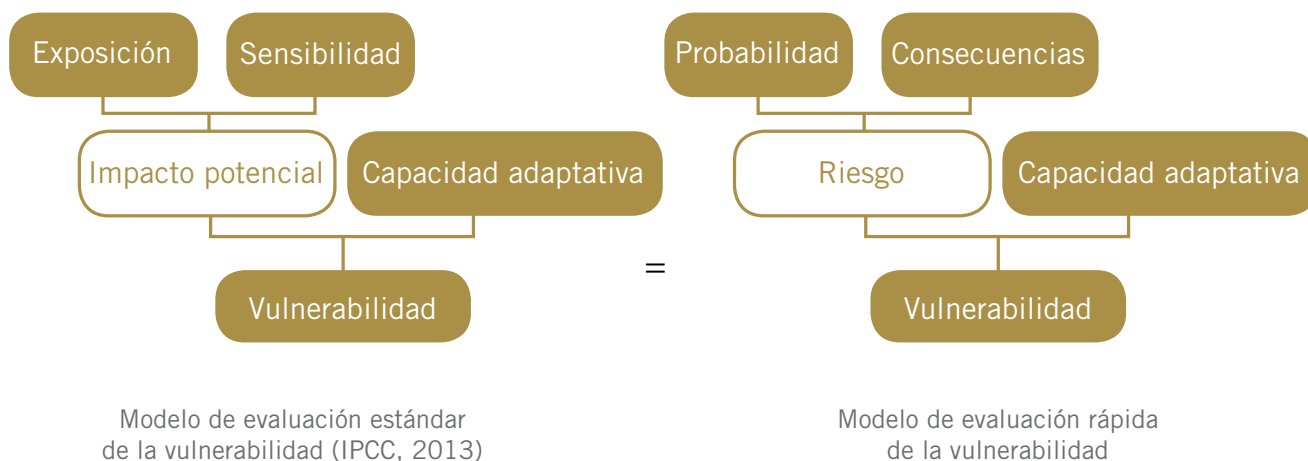 Exposición
Sensibilidad
Impacto potencial
Capacidad adaptativa
Vulnerabilidad
Modelo de evaluación estándar
de la vulnerabilidad (IPCC, 2013)
=
Probabilidad
Consecuencias
Riesgo
Capacidad adaptativa
Vulnerabilidad
Modelo de evaluación rápida
de la vulnerabilidad